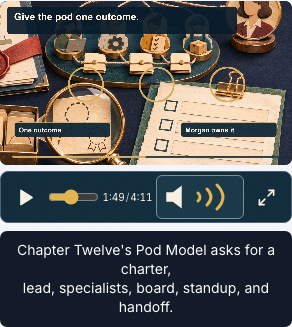 Give the pod one outcome.
One outcome
Morgan owns it
1:49/4:11
Chapter Twelve's Pod Model asks for a
charter,
lead, specialists, board, standup, and
handoff.